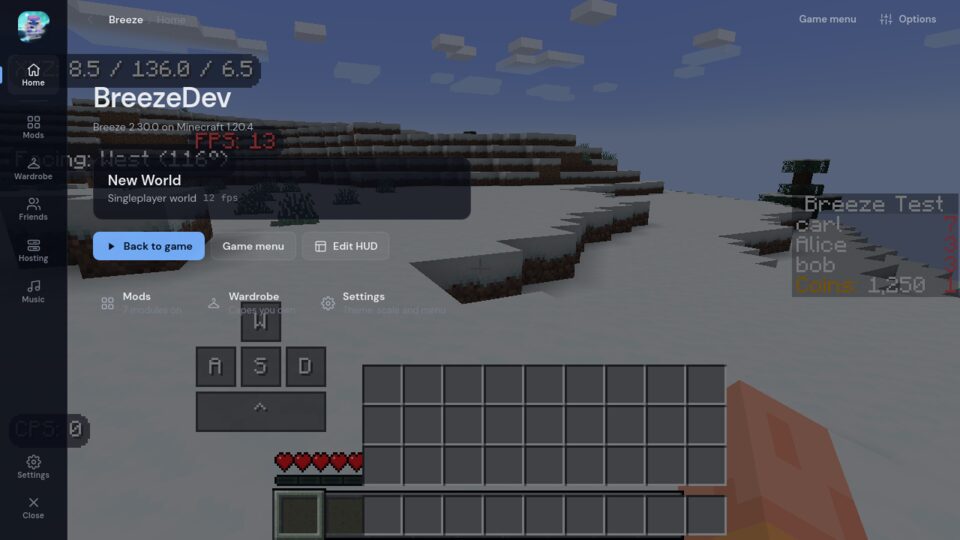 Breeze / Home
Game menu
Options
XYZ: 8.5 / 136.0 / 6.5
Home
BreezeDev
Breeze 2.30.0 on Minecraft 1.20.4
FPS: 13
Mods
Facing: West (116°)
Wardrobe
New World
Singleplayer world 12 fps
Friends
Breeze Test
carl
Alice
bob
Coins: 1,250 1
Back to game
Game menu
Edit HUD
Hosting
Music
Mods
7 modules on
Wardrobe
Capes you own
Settings
Theme, scale and menu
W
A S D
^
CPS: 0
Settings
Close